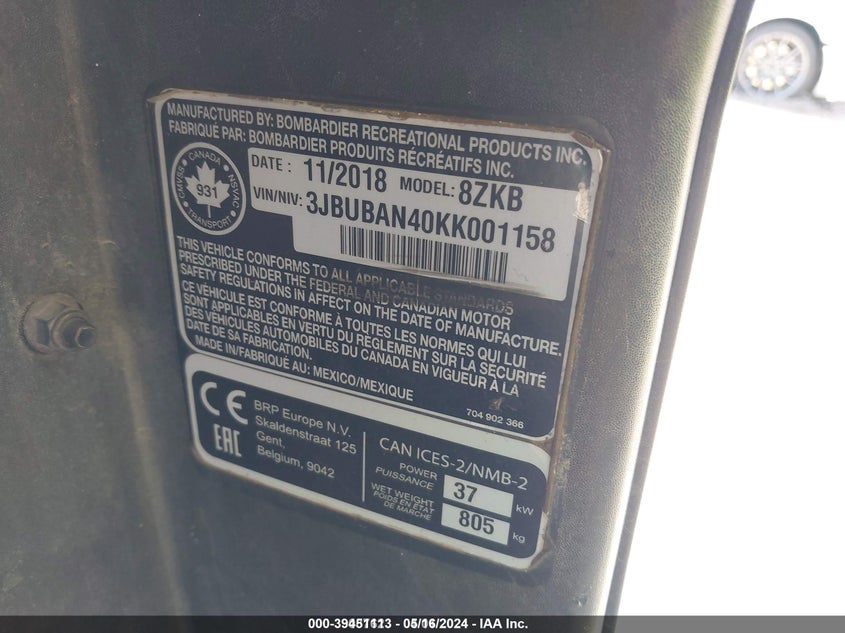 MANUFACTURED BY: BOMBARDIER RECREATIONAL PRODUCTS INC.
FABRIQUÉ PAR: BOMBARDIER PRODUITS RÉCRÉATIFS INC.
CANADA
CMVSS
931
NSVAC
TRANSPORT
DATE : 11/2018 MODEL: 8ZKB
VIN/NIV: 3JBUBAN40KK001158
THIS VEHICLE CONFORMS TO ALL APPLICABLE STANDARDS
PRESCRIBED UNDER THE FEDERAL AND CANADIAN MOTOR
SAFETY REGULATIONS IN AFFECT ON THE DATE OF MANUFACTURE.
CE VÉHICULE EST CONFORME À TOUTES LES NORMES QUI LUI
SONT APPLICABLES EN VERTU DU RÈGLEMENT SUR LA SÉCURITÉ
DES VÉHICULES AUTOMOBILES DU CANADA EN VIGUEUR À LA
DATE DE SA FABRICATION.
MADE IN/FABRIQUÉ AU: MEXICO/MEXIQUE
704 902 366
CE
EAC
BRP Europe N.V.
Skaldenstraat 125
Gent,
Belgium, 9042
CAN ICES-2/NMB-2
POWER
PUISSANCE 37 kW
WET WEIGHT
POIDS EN ÉTAT
DE MARCHE 805 kg
000-39457113 - 05/16/2024 - IAA Inc.